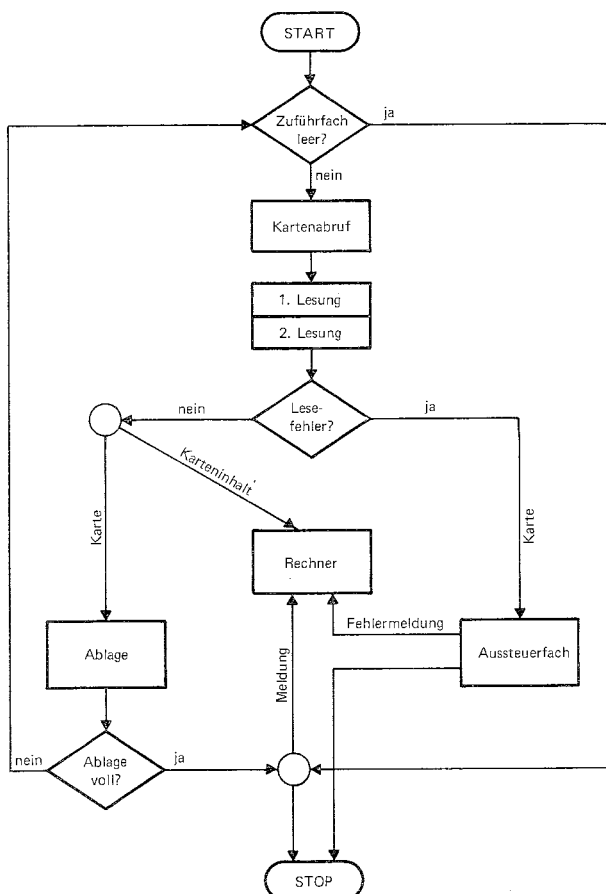 START
Zuführfach
leer?
ja
nein
Kartenabruf
1. Lesung
2. Lesung
nein
Lese-
fehler?
ja
Karteninhalt
Karte
Karte
Rechner
Fehlermeldung
Ablage
Meldung
Aussteuerfach
nein
Ablage
voll?
ja
STOP